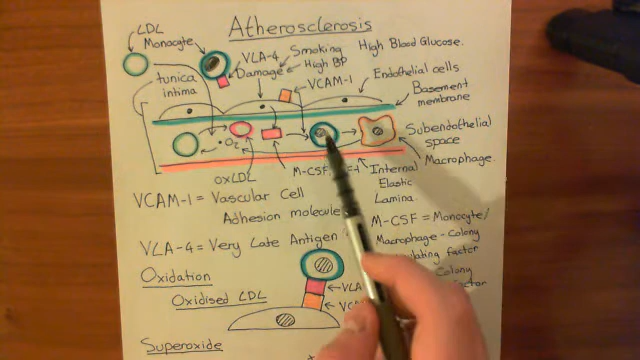 Atherosclerosis
LDL
Monocyte
VLA-4
Smoking
High Blood Glucose.
Damage
High BP
VCAM-1
Endothelial cells
tunica
intima
Basement
membrane
•O₂
Subendothelial
space
Macrophage.
oxLDL
M-CSF
Internal
Elastic
Lamina.
VCAM-1 = Vascular Cell
Adhesion molecule
M-CSF = Monocyte/
Macrophage - Colony
factor
VLA-4 = Very Late Antigen
Colony
Oxidation
Oxidised LDL
Superoxide